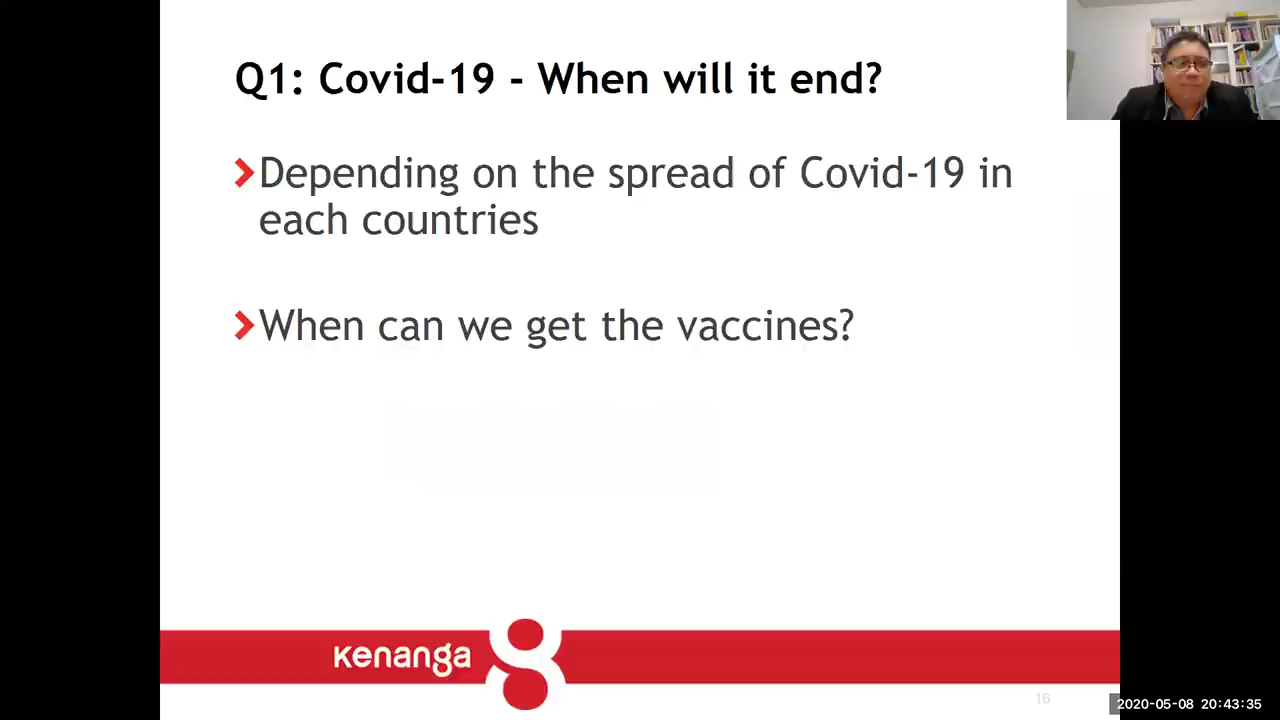 Q1: Covid-19 - When will it end?
Depending on the spread of Covid-19 in
each countries
When can we get the vaccines?
kenanga
16
2020-05-08 20:43:35